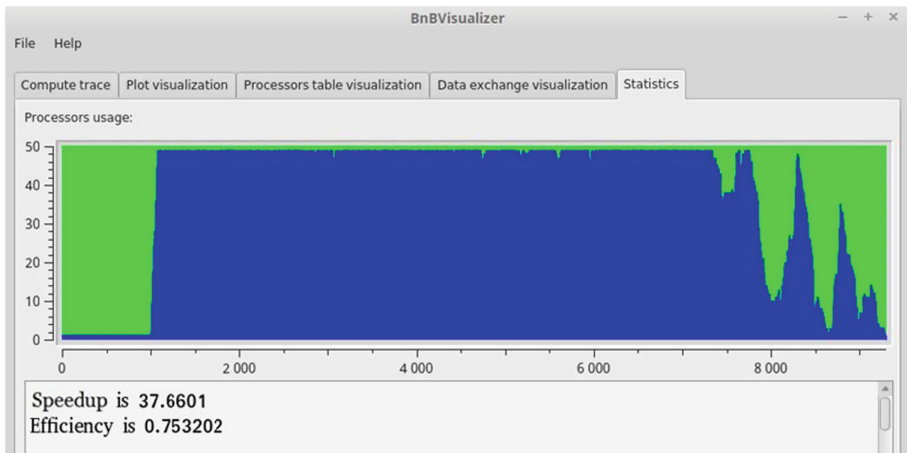 BnBVisualizer
File Help
Compute trace Plot visualization Processors table visualization Data exchange visualization Statistics
Processors usage:
50
40
30
20
10
0
0 2 000 4 000 6 000 8 000
Speedup is 37.6601
Efficiency is 0.753202